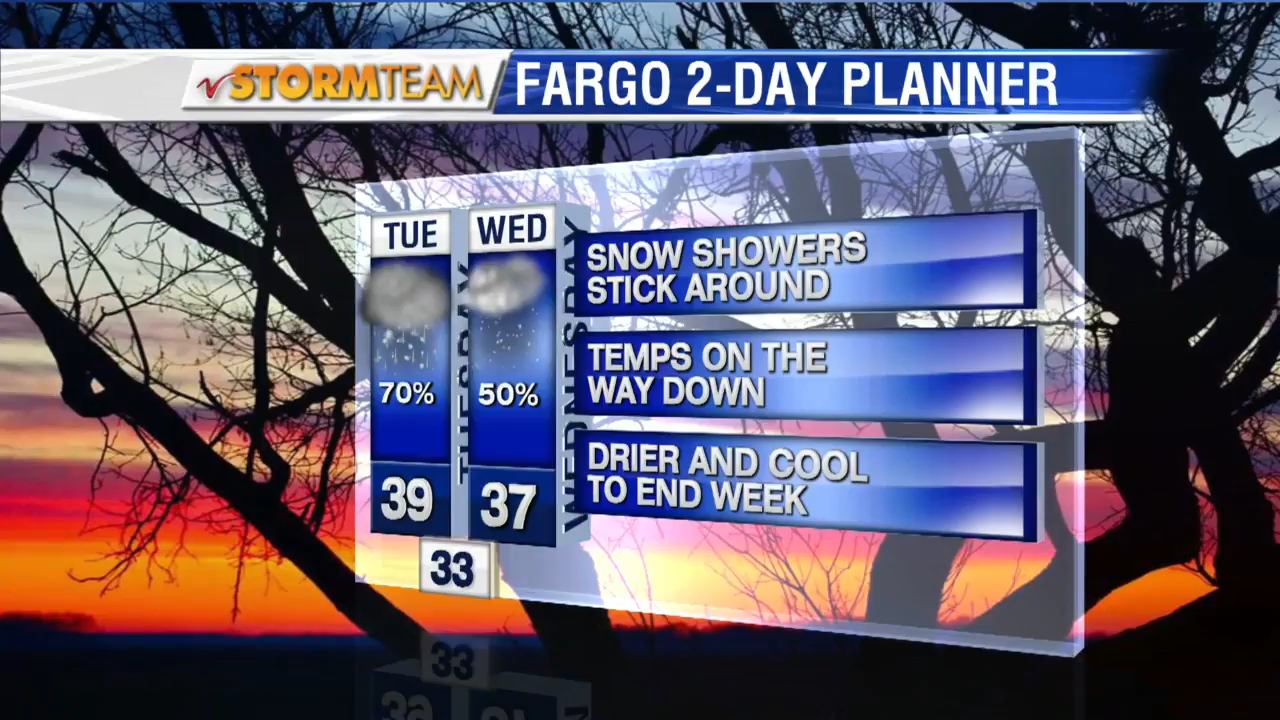 STORMTEAM
FARGO 2-DAY PLANNER
TUE
70%
39
TUESDAY
WED
50%
37
WEDNESDAY
33
SNOW SHOWERS
STICK AROUND
TEMPS ON THE
WAY DOWN
DRIER AND COOL
TO END WEEK
33